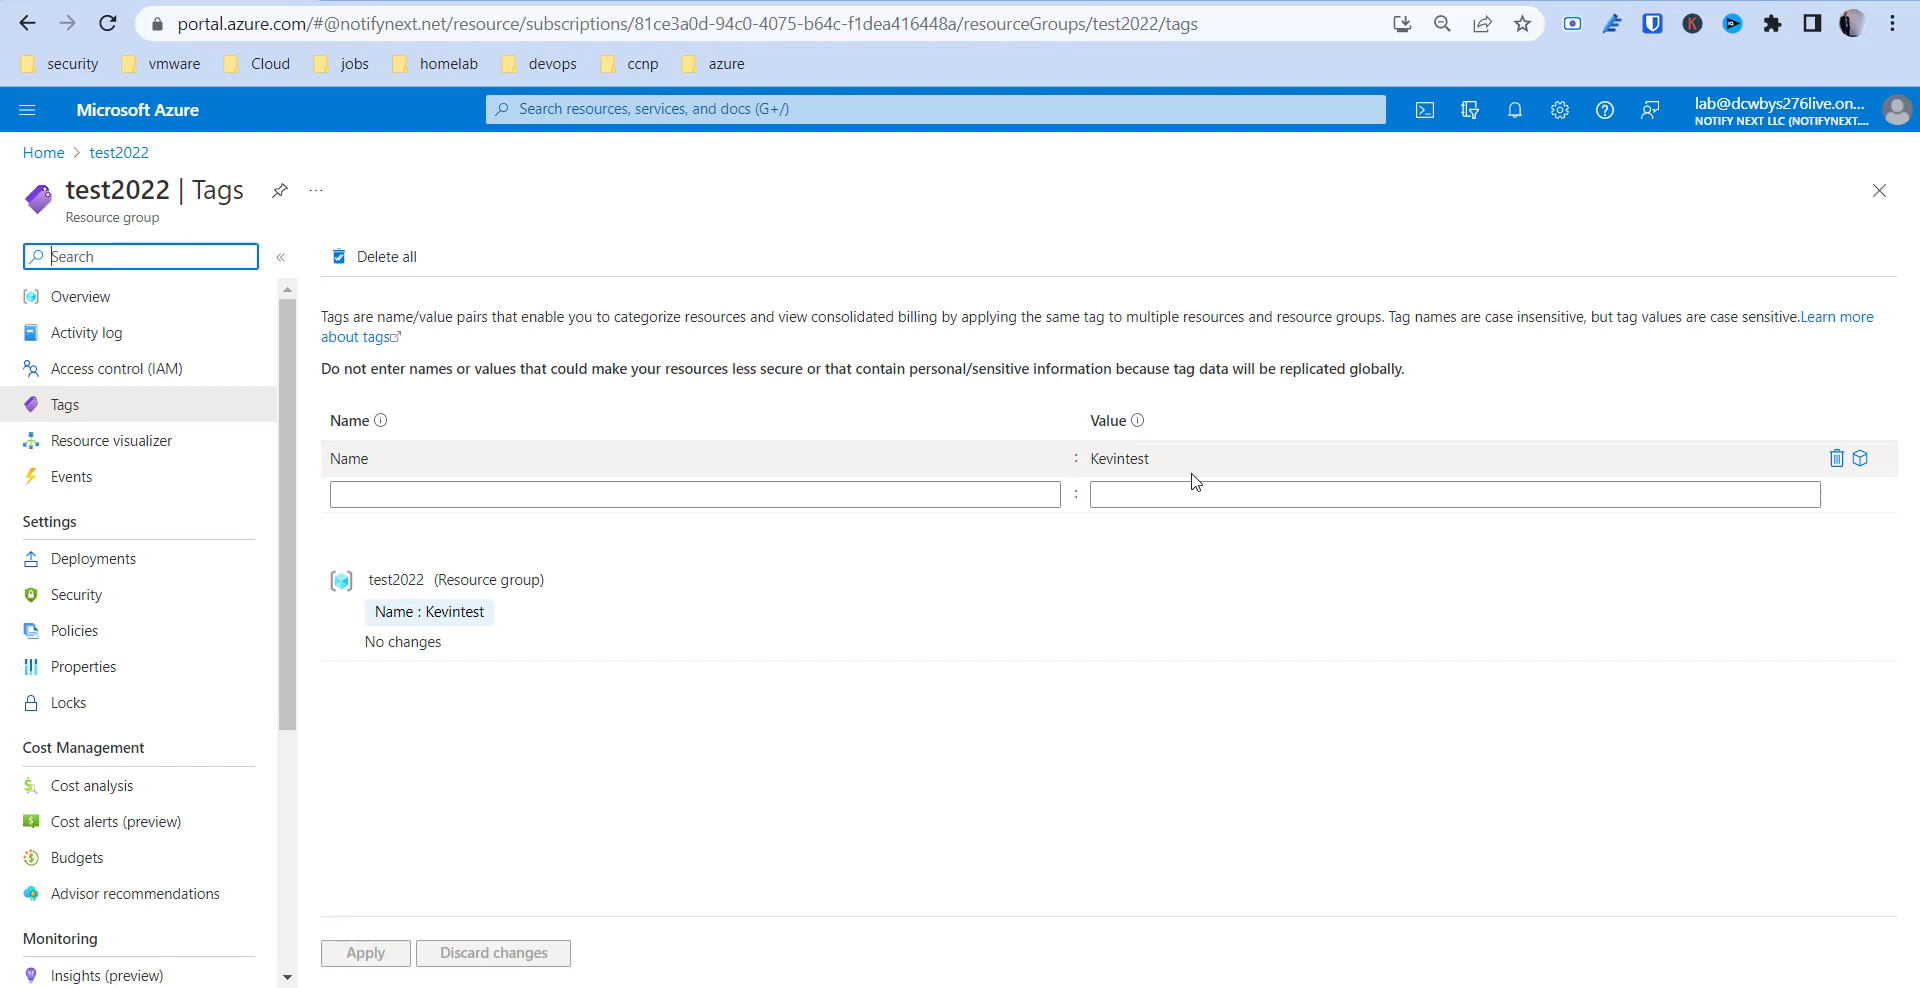 portal.azure.com/#@notifynext.net/resource/subscriptions/81ce3a0d-94c0-4075-b64c-f1dea416448a/resourceGroups/test2022/tags
security vmware Cloud jobs homelab devops ccnp azure
Microsoft Azure
Search resources, services, and docs (G+/)
lab@dcwbys276live.on...
NOTIFY NEXT LLC (NOTIFYNEXT....
Home > test2022
test2022 | Tags
Resource group
Search
Overview
Activity log
Access control (IAM)
Tags
Resource visualizer
Events
Settings
Deployments
Security
Policies
Properties
Locks
Cost Management
Cost analysis
Cost alerts (preview)
Budgets
Advisor recommendations
Monitoring
Insights (preview)
Delete all
Tags are name/value pairs that enable you to categorize resources and view consolidated billing by applying the same tag to multiple resources and resource groups. Tag names are case insensitive, but tag values are case sensitive.Learn more
about tags
Do not enter names or values that could make your resources less secure or that contain personal/sensitive information because tag data will be replicated globally.
Name Value
Name : Kevintest
:
test2022 (Resource group)
Name : Kevintest
No changes
Apply Discard changes